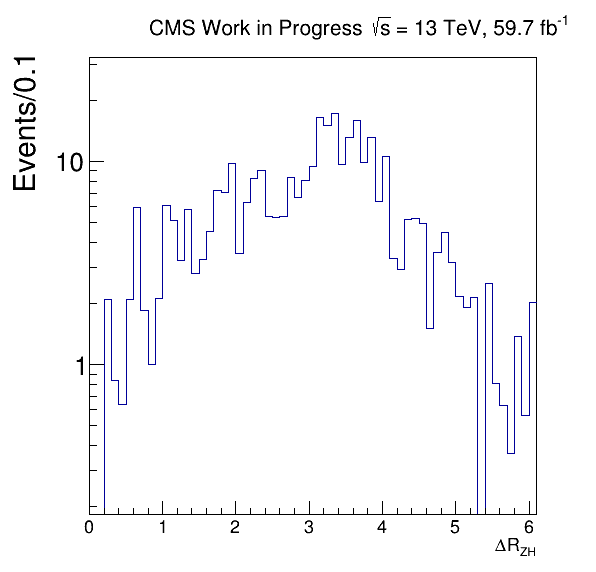 CMS Work in Progress √s = 13 TeV, 59.7 fb⁻¹
Events/0.1
10
1
0 1 2 3 4 5 6
ΔR_ZH